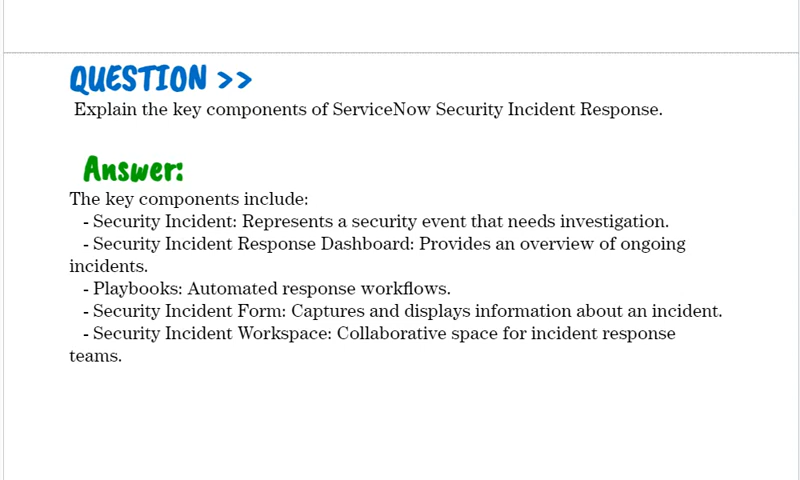 QUESTION >>
Explain the key components of ServiceNow Security Incident Response.
Answer:
The key components include:
- Security Incident: Represents a security event that needs investigation.
- Security Incident Response Dashboard: Provides an overview of ongoing
incidents.
- Playbooks: Automated response workflows.
- Security Incident Form: Captures and displays information about an incident.
- Security Incident Workspace: Collaborative space for incident response
teams.